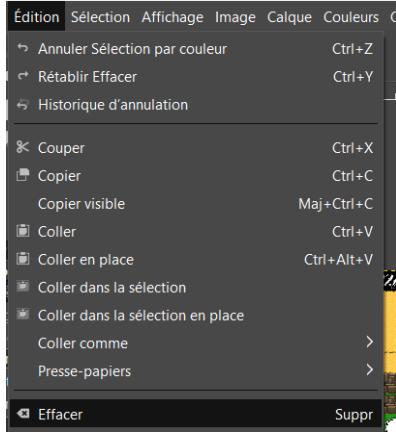 Édition Sélection Affichage Image Calque Couleurs
Annuler Sélection par couleur Ctrl+Z
Rétablir Effacer Ctrl+Y
Historique d'annulation
Couper Ctrl+X
Copier Ctrl+C
Copier visible Maj+Ctrl+C
Coller Ctrl+V
Coller en place Ctrl+Alt+V
Coller dans la sélection
Coller dans la sélection en place
Coller comme
Presse-papiers
Effacer Suppr